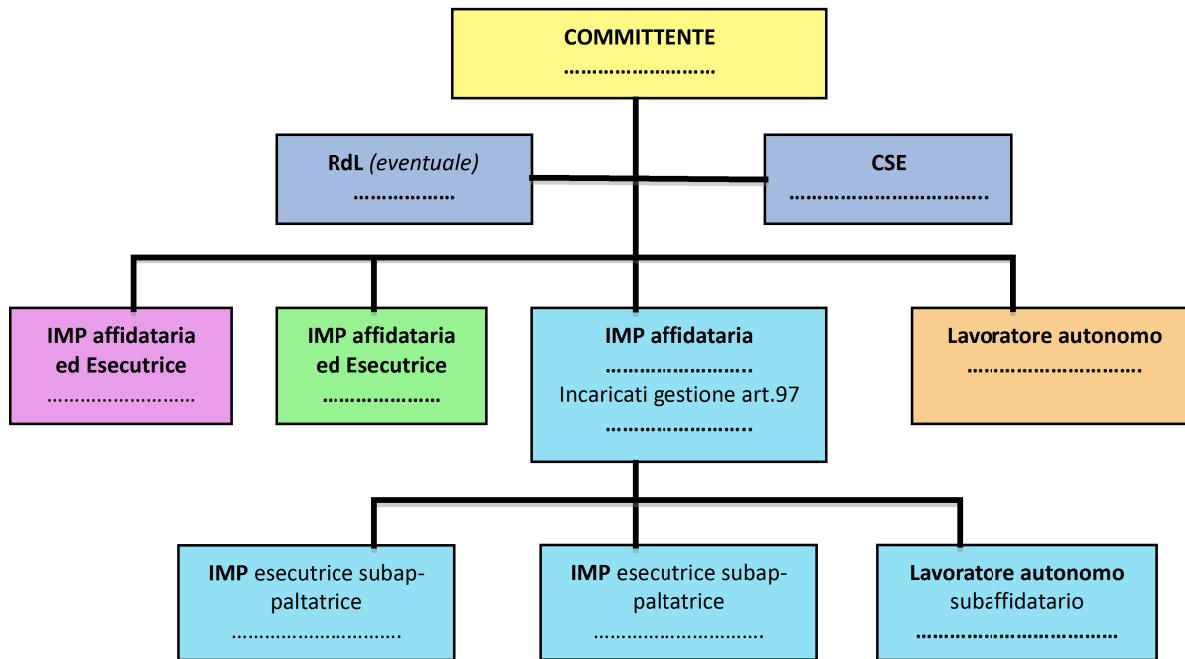 COMMITTENTE
………………………
RdL (eventuale)
………………
CSE
……………………………..
IMP affidataria
ed Esecutrice
………………………
IMP affidataria
ed Esecutrice
…………………
IMP affidataria
……………………..
Incaricati gestione art.97
……………………..
Lavoratore autonomo
………………………….
IMP esecutrice subap-
paltatrice
………………………….
IMP esecutrice subap-
paltatrice
………………………….
Lavoratore autonomo
subaffidatario
………………………………